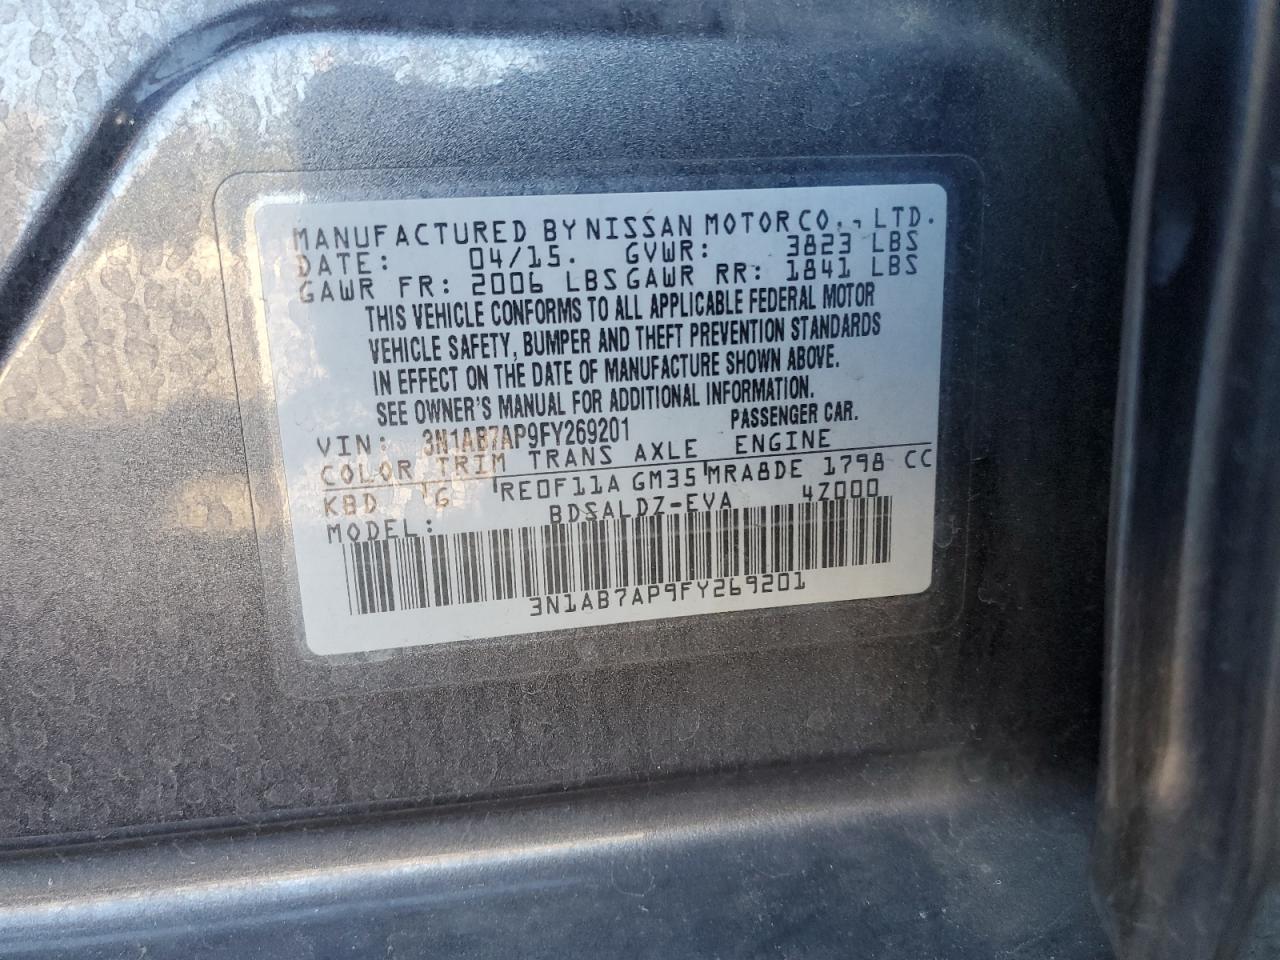 MANUFACTURED BY NISSAN MOTOR CO., LTD.
DATE: 04/15. GVWR: 3823 LBS
GAWR FR: 2006 LBS GAWR RR: 1841 LBS
THIS VEHICLE CONFORMS TO ALL APPLICABLE FEDERAL MOTOR
VEHICLE SAFETY, BUMPER AND THEFT PREVENTION STANDARDS
IN EFFECT ON THE DATE OF MANUFACTURE SHOWN ABOVE.
SEE OWNER'S MANUAL FOR ADDITIONAL INFORMATION.
VIN: 3N1AB7AP9FY269201 PASSENGER CAR.
COLOR TRIM TRANS AXLE ENGINE
KBD G RE0F11A GM35 MRA8DE 1798 CC
MODEL: BDSALDZ-EVA 4Z000
3N1AB7AP9FY269201